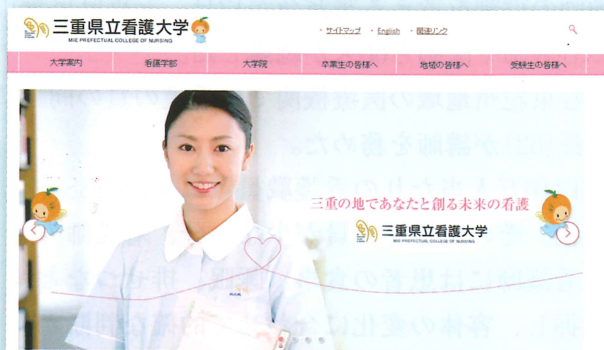 三重県立看護大学
MIE PREFECTUAL COLLEGE OF NURSING
サイトマップ English 関連リンク
大学案内 看護学部 大学院 卒業生の皆様へ 地域の皆様へ 受験生の皆様へ
三重の地であなたと創る未来の看護
三重県立看護大学
MIE PREFECTUAL COLLEGE OF NURSING